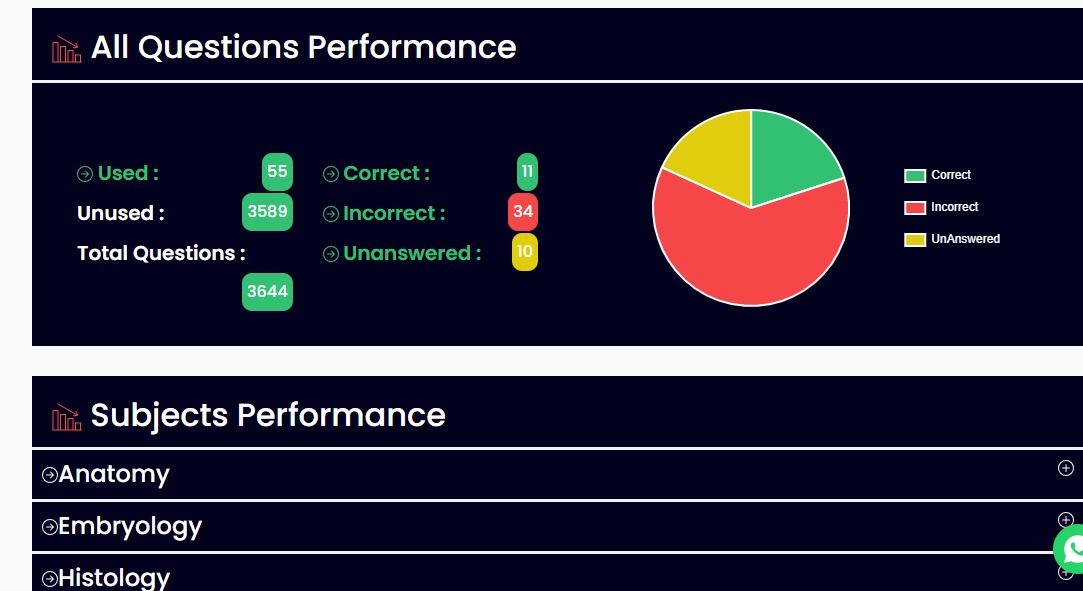 All Questions Performance
Used : 55
Correct : 11
Unused : 3589
Incorrect : 34
Total Questions :
Unanswered : 10
3644
Correct
Incorrect
UnAnswered
Subjects Performance
Anatomy
Embryology
Histology